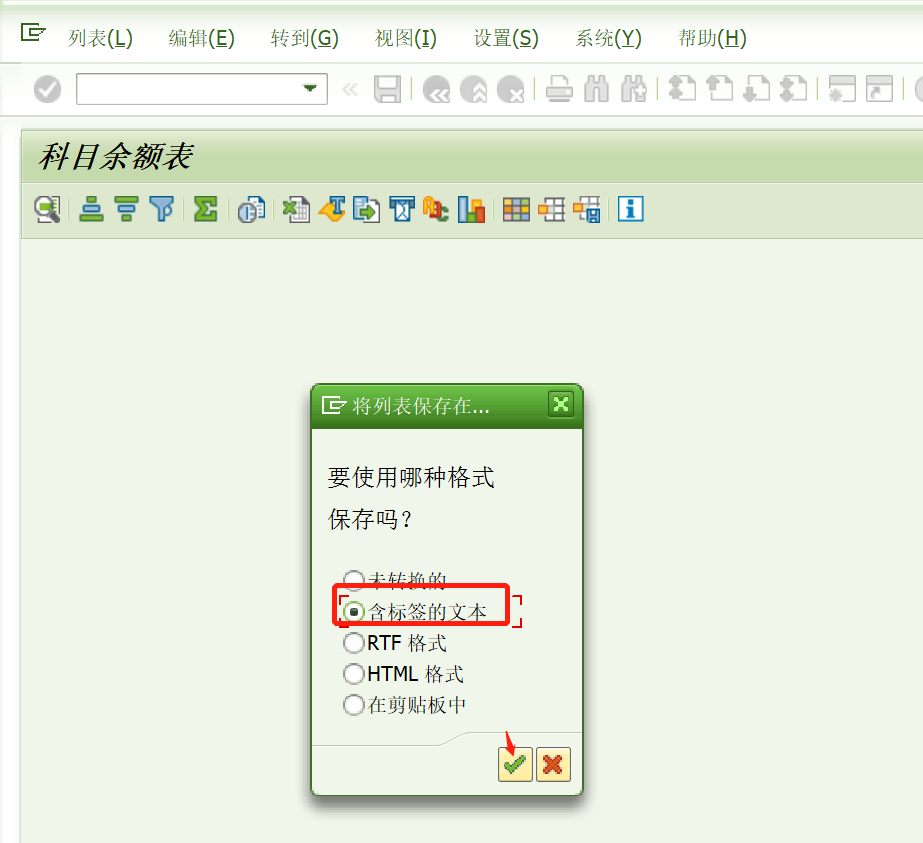 列表(L) 编辑(E) 转到(G) 视图(I) 设置(S) 系统(Y) 帮助(H)
科目余额表
将列表保存在...
要使用哪种格式
保存吗？
未转换的
含标签的文本
RTF 格式
HTML 格式
在剪贴板中